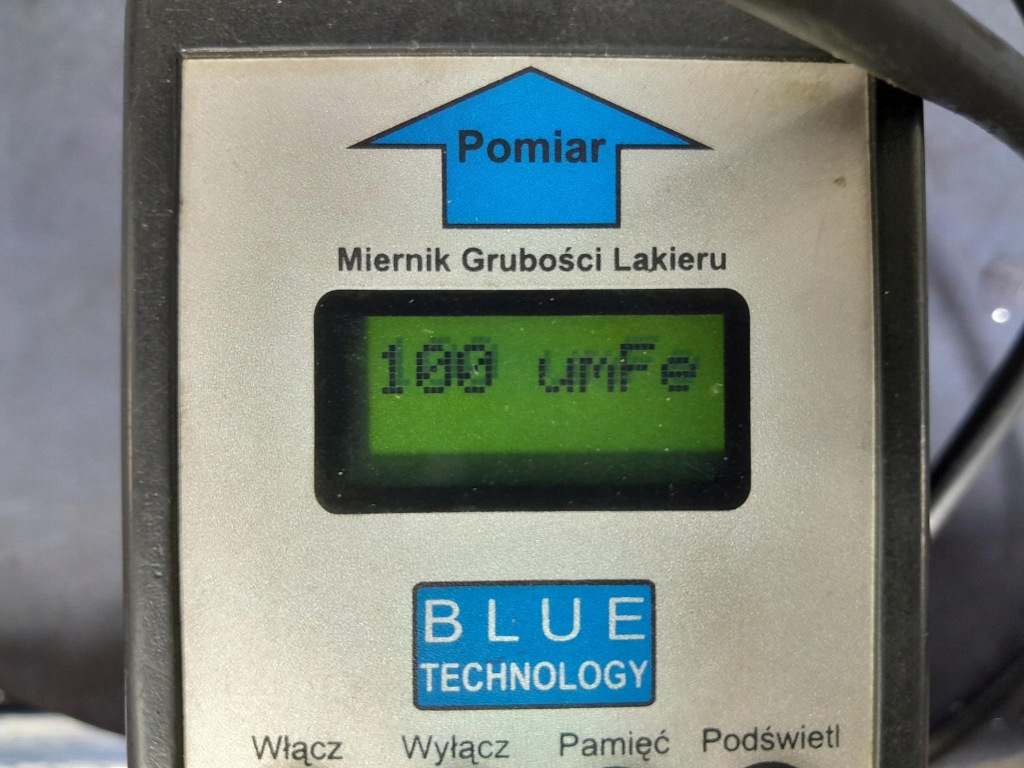 Pomiar
Miernik Grubości Lakieru
100 umFe
BLUE
TECHNOLOGY
Włącz Wyłącz Pamięć Podświetl